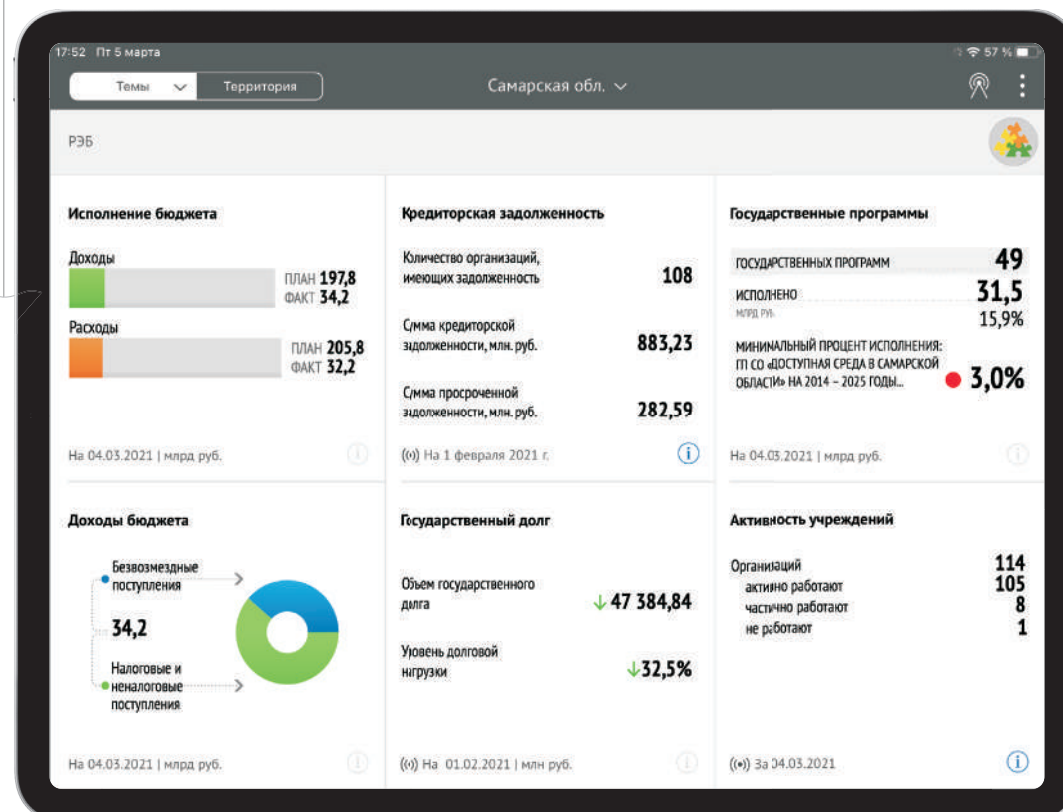 17:52 Пт 5 марта
57 %
Темы
Территория
Самарская обл.
РЭБ
Исполнение бюджета
Доходы
ПЛАН 197,8
ФАКТ 34,2
Расходы
ПЛАН 205,8
ФАКТ 32,2
На 04.03.2021 | млрд руб.
Кредиторская задолженность
Количество организаций,
имеющих задолженность
108
Сумма кредиторской
задолженности, млн. руб.
883,23
Сумма просроченной
задолженности, млн. руб.
282,59
На 1 февраля 2021 г.
Государственные программы
ГОСУДАРСТВЕННЫХ ПРОГРАММ
49
ИСПОЛНЕНО
31,5
МЛРД РУБ.
15,9%
МИНИМАЛЬНЫЙ ПРОЦЕНТ ИСПОЛНЕНИЯ:
ГП СО «ДОСТУПНАЯ СРЕДА В САМАРСКОЙ
ОБЛАСТИ» НА 2014 – 2025 ГОДЫ...
3,0%
На 04.03.2021 | млрд руб.
Доходы бюджета
Безвозмездные
поступления
34,2
Налоговые и
неналоговые
поступления
На 04.03.2021 | млрд руб.
Государственный долг
Объем государственного
долга
47 384,84
Уровень долговой
нагрузки
32,5%
На 01.02.2021 | млн руб.
Активность учреждений
Организаций 114
активно работают 105
частично работают 8
не работают 1
За 04.03.2021